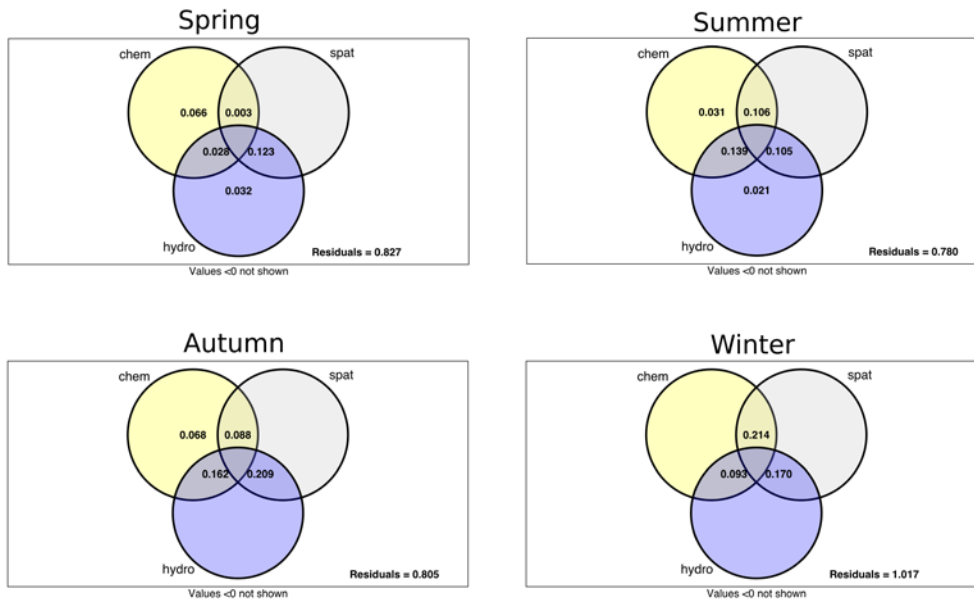 Spring
chem
spat
0.066
0.003
0.028
0.123
0.032
hydro
Residuals = 0.827
Values <0 not shown
Summer
chem
spat
0.031
0.106
0.139
0.105
0.021
hydro
Residuals = 0.780
Values <0 not shown
Autumn
chem
spat
0.068
0.088
0.162
0.209
hydro
Residuals = 0.805
Values <0 not shown
Winter
chem
spat
0.214
0.093
0.170
hydro
Residuals = 1.017
Values <0 not shown